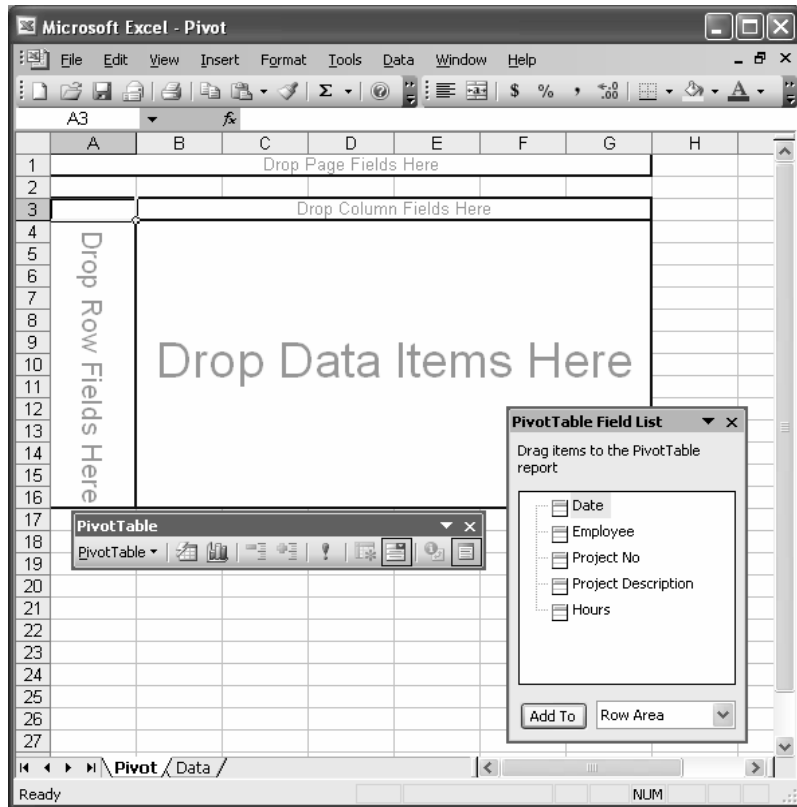 Microsoft Excel - Pivot
File Edit View Insert Format Tools Data Window Help
Σ $ % , .00 A
A3 fx
A B C D E F G H
1 Drop Page Fields Here
2
3 Drop Column Fields Here
4
5
6
7
8
9
10
11
12
13
14
15
16
17
18
19
20
21
22
23
24
25
26
27
Drop Row Fields Here
Drop Data Items Here
PivotTable Field List
Drag items to the PivotTable
report
Date
Employee
Project No
Project Description
Hours
Add To Row Area
PivotTable
PivotTable
Pivot Data
Ready NUM